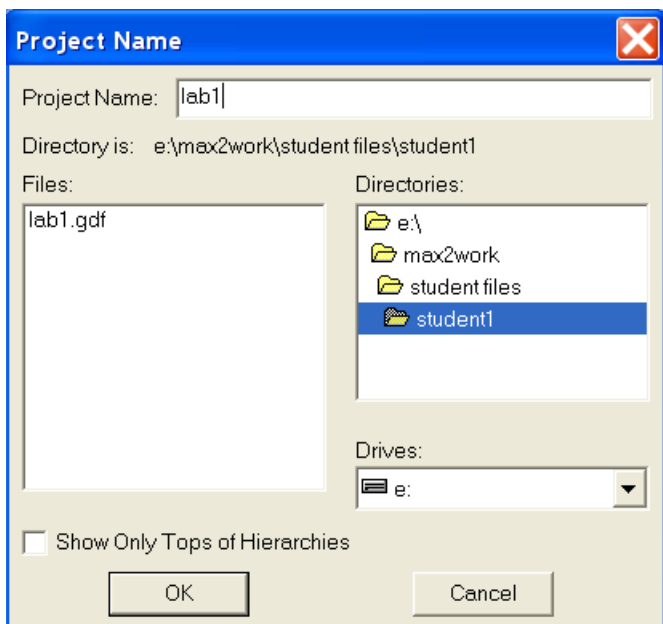 Project Name
Project Name: lab1
Directory is: e:\max2work\student files\student1
Files:
lab1.gdf
Directories:
e:\
max2work
student files
student1
Drives:
e:
Show Only Tops of Hierarchies
OK
Cancel